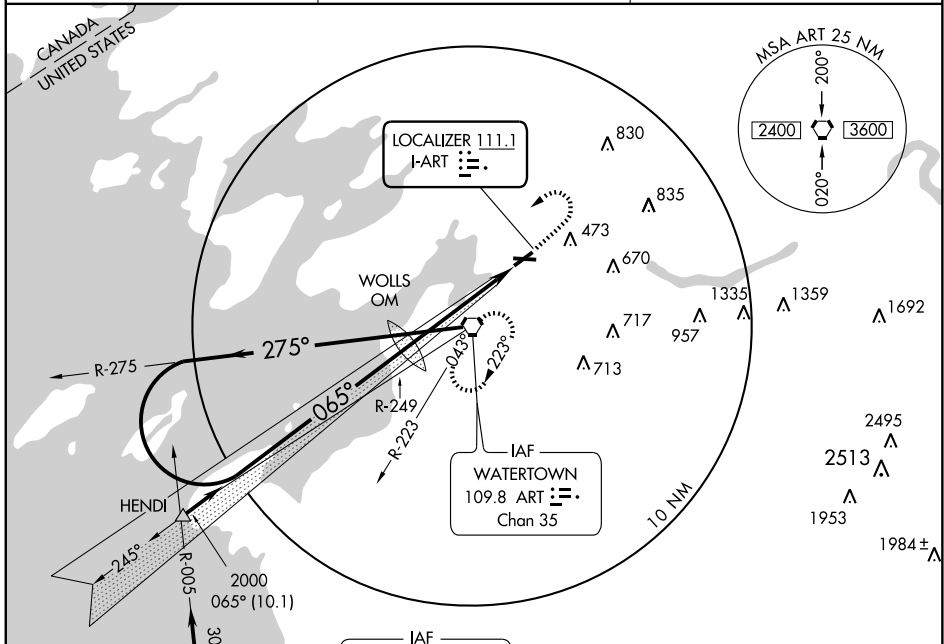 CANADA
UNITED STATES
MSA ART 25 NM
200°
2400
3600
020°
LOCALIZER 111.1
I-ART
830
835
473
670
WOLLS
OM
1335
1359
957
1692
717
713
043°
223°
275°
R-275
065°
R-249
R-223
IAF
WATERTOWN
109.8 ART
Chan 35
10 NM
2495
2513
1953
1984±
HENDI
245°
R-005
2000
065° (10.1)
30
IAF